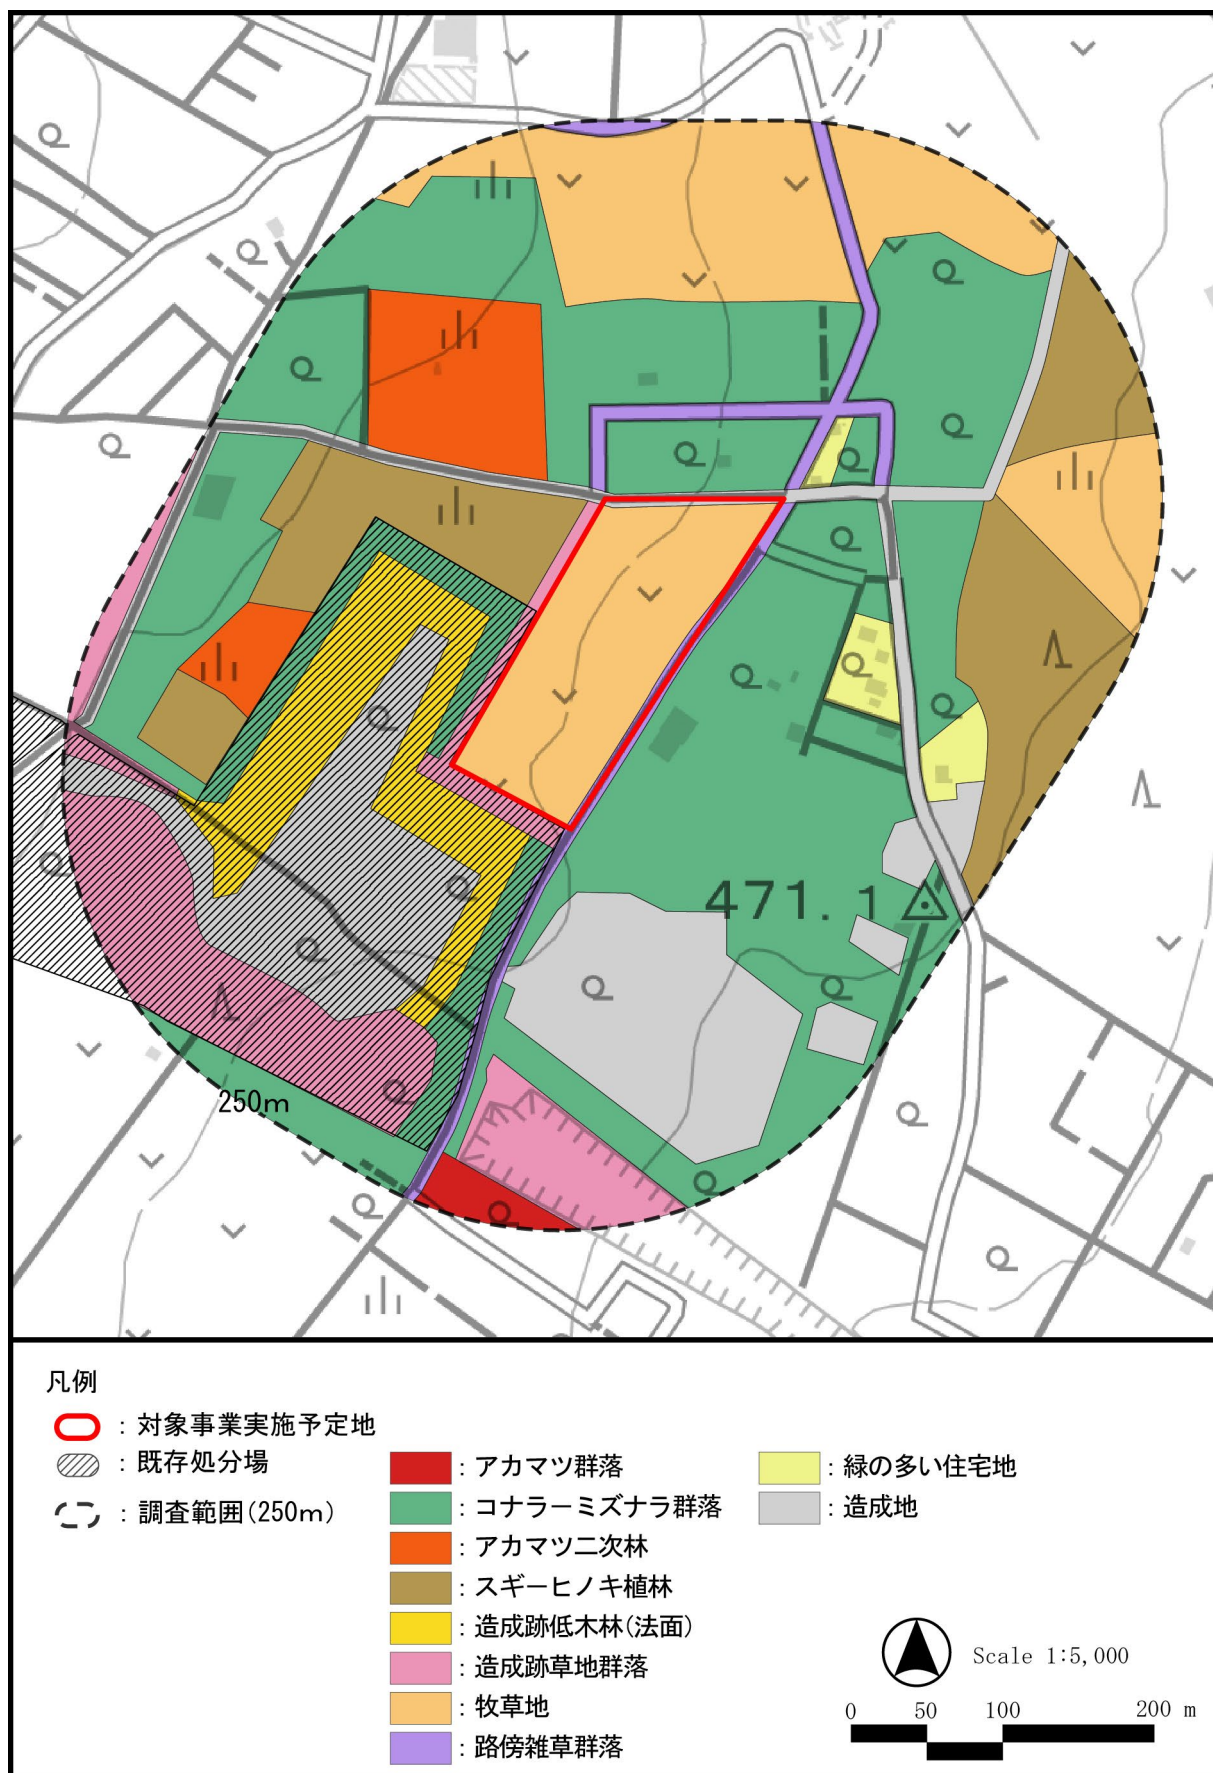 471.1
250m
凡例
：対象事業実施予定地
：既存処分場
：調査範囲(250m)
：アカマツ群落
：コナラーミズナラ群落
：アカマツ二次林
：スギーヒノキ植林
：造成跡低木林(法面)
：造成跡草地群落
：牧草地
：路傍雑草群落
：緑の多い住宅地
：造成地
Scale 1:5,000
0 50 100 200 m